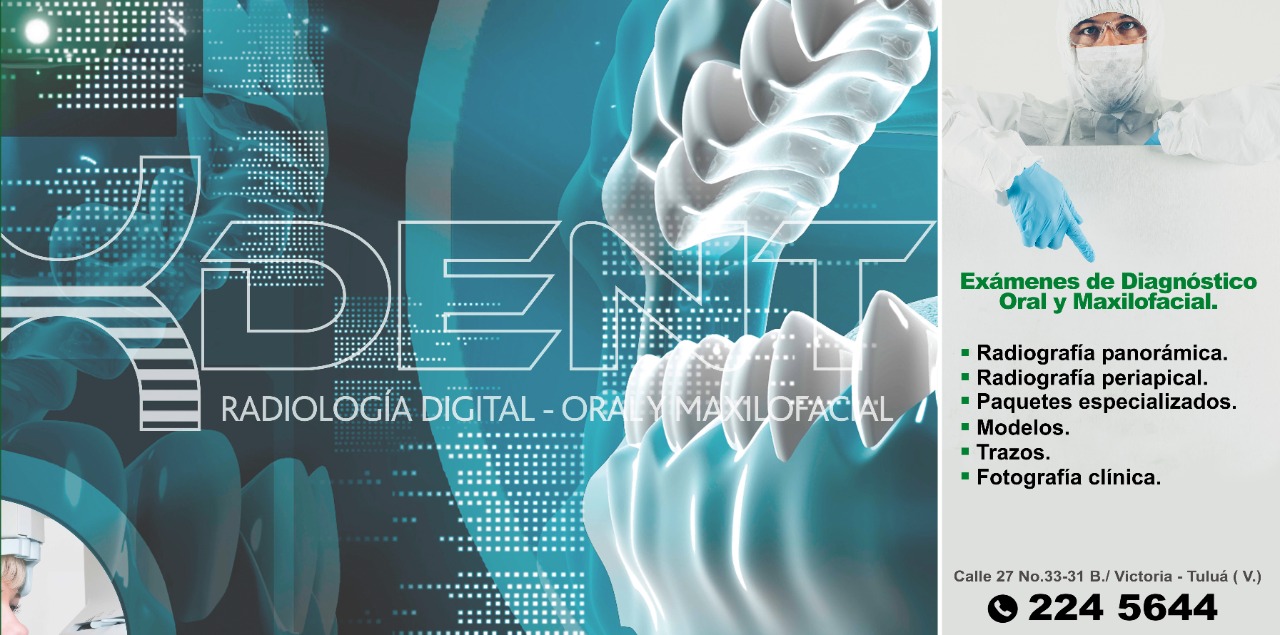 DENT
RADIOLOGÍA DIGITAL - ORAL Y MAXILOFACIAL
Exámenes de Diagnóstico
Oral y Maxilofacial.
Radiografía panorámica.
Radiografía periapical.
Paquetes especializados.
Modelos.
Trazos.
Fotografía clínica.
Calle 27 No.33-31 B./ Victoria - Tuluá ( V.)
224 5644